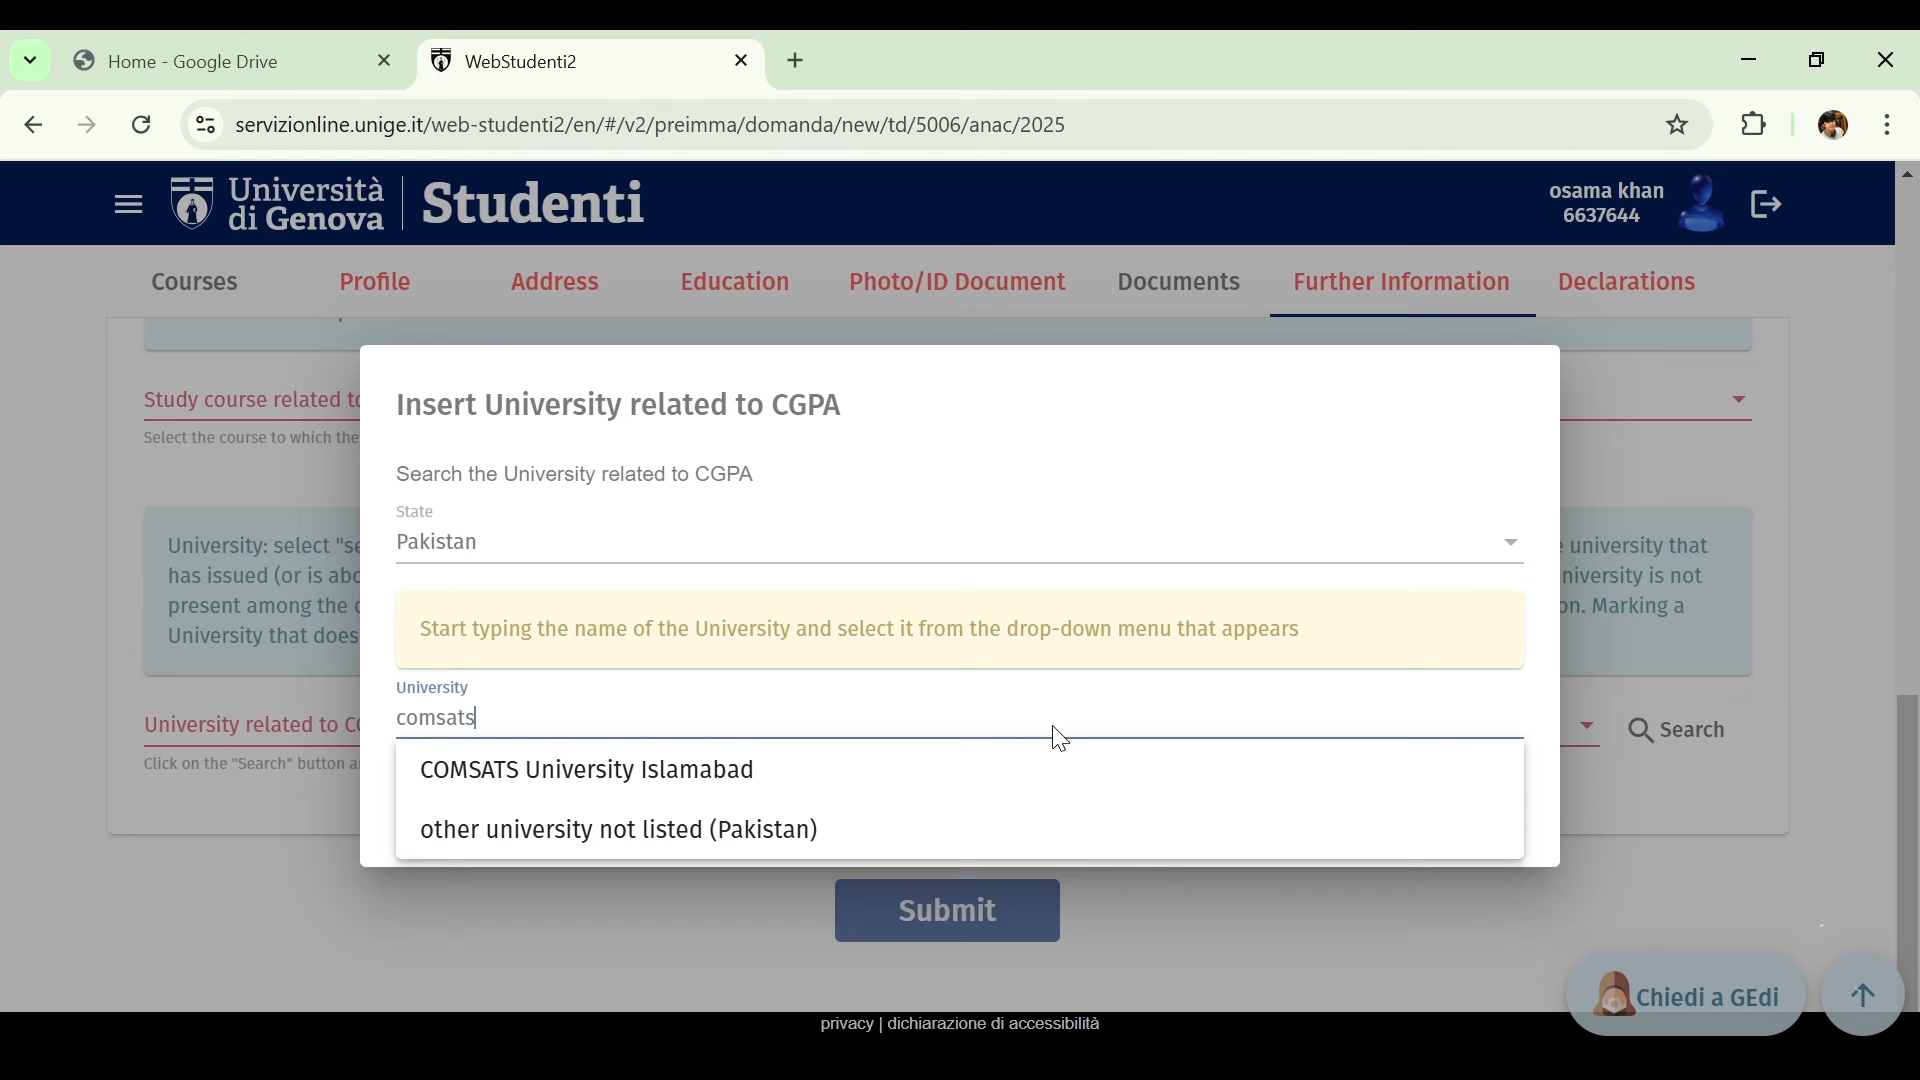 Home - Google Drive
WebStudenti2
servizionline.unige.it/web-studenti2/en/#/v2/preimma/domanda/new/td/5006/anac/2025
Università
di Genova
Studenti
osama khan
6637644
Courses
Profile
Address
Education
Photo/ID Document
Documents
Further Information
Declarations
Study course related to
Select the course to which the
Insert University related to CGPA
Search the University related to CGPA
State
Pakistan
University: select "se
has issued (or is abo
present among the
University that does
university that
niversity is not
on. Marking a
Start typing the name of the University and select it from the drop-down menu that appears
University
comsats
University related to
Search
Click on the "Search" button
COMSATS University Islamabad
other university not listed (Pakistan)
Submit
Chiedi a GEdi
privacy | dichiarazione di accessibilità